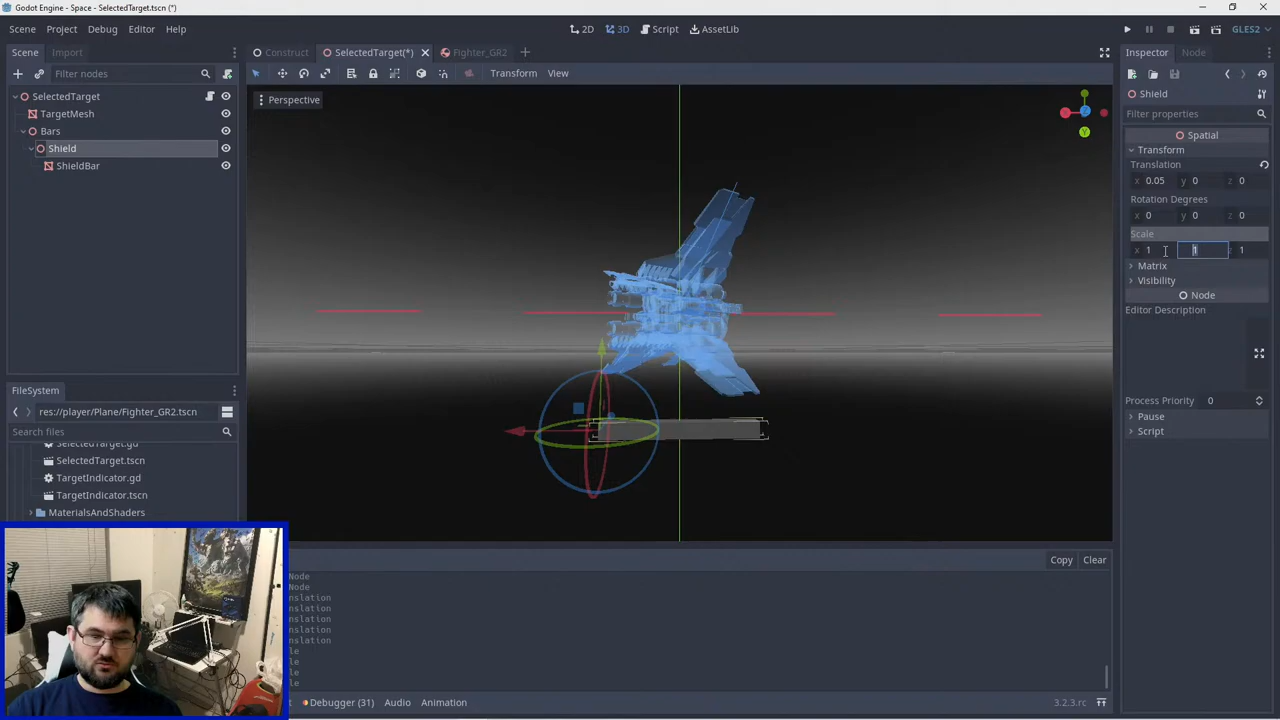 Godot Engine - Space - SelectedTarget.tscn (*)
Scene Project Debug Editor Help
2D 3D Script AssetLib
GLES2
Scene Import
Filter nodes
SelectedTarget
TargetMesh
Bars
Shield
ShieldBar
FileSystem
res://player/Plane/Fighter_GR2.tscn
Search files
SelectedTarget.gd
SelectedTarget.tscn
TargetIndicator.gd
TargetIndicator.tscn
MaterialsAndShaders
Construct SelectedTarget(*) Fighter_GR2
Transform View
Perspective
Y
Z
Copy Clear
Node
Node
nslation
nslation
nslation
nslation
nslation
le
le
le
le
Debugger (31) Audio Animation
3.2.3.rc
Inspector Node
Shield
Filter properties
Spatial
Transform
Translation
x 0.05 y 0 z 0
Rotation Degrees
x 0 y 0 z 0
Scale
x 1 1 z 1
Matrix
Visibility
Node
Editor Description
Process Priority 0
Pause
Script